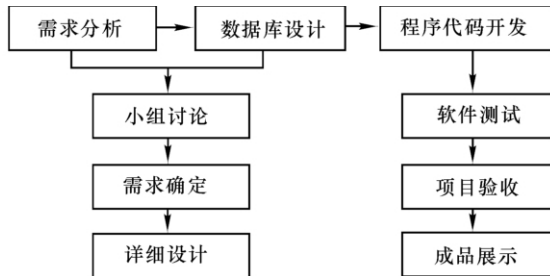 需求分析
数据库设计
程序代码开发
小组讨论
软件测试
需求确定
项目验收
详细设计
成品展示